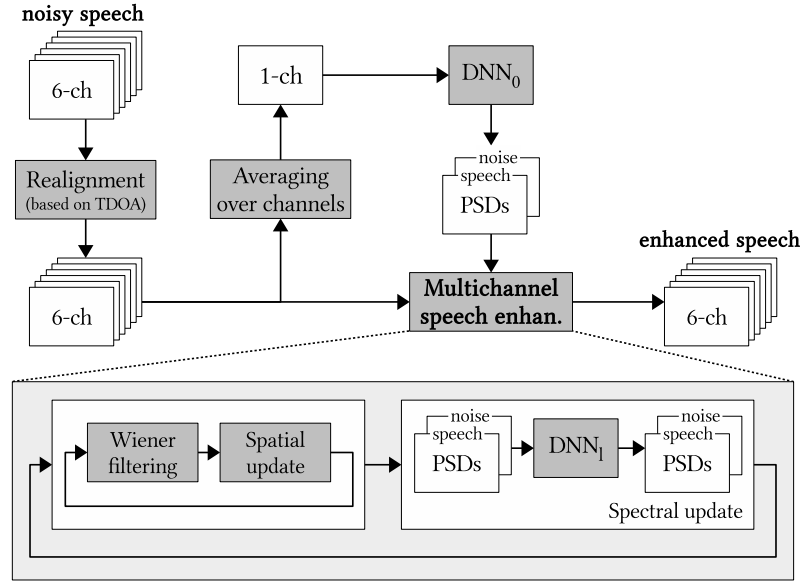 noisy speech
6-ch
Realignment
(based on TDOA)
6-ch
1-ch
Averaging
over channels
DNN0
noise
speech
PSDs
Multichannel
speech enhan.
enhanced speech
6-ch
Wiener
filtering
Spatial
update
noise
speech
PSDs
DNNl
noise
speech
PSDs
Spectral update